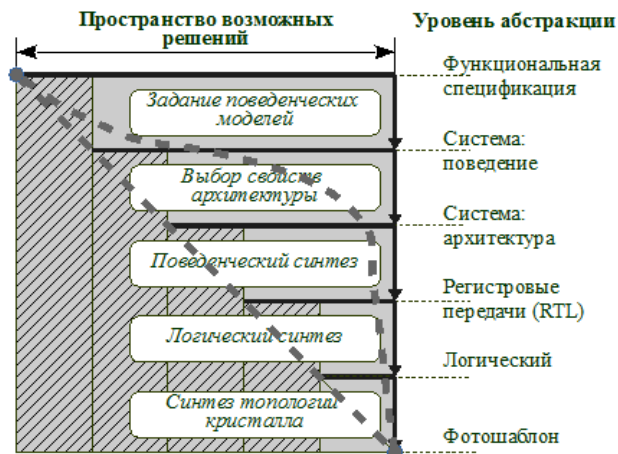 Пространство возможных
решений
Уровень абстракции
Функциональная
спецификация
Задание поведенческих
моделей
Система:
поведение
Выбор свойств
архитектуры
Система:
архитектура
Поведенческий синтез
Регистровые
передачи (RTL)
Логический синтез
Логический
Синтез топологии
кристалла
Фотошаблон